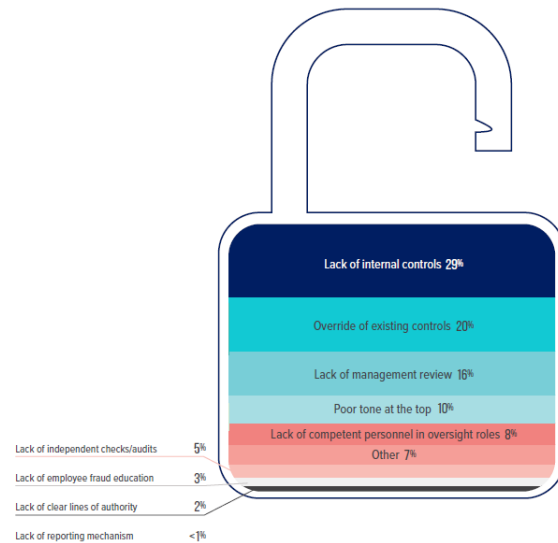 Lack of internal controls 29%
Override of existing controls 20%
Lack of management review 16%
Poor tone at the top 10%
Lack of competent personnel in oversight roles 8%
Other 7%
Lack of independent checks/audits 5%
Lack of employee fraud education 3%
Lack of clear lines of authority 2%
Lack of reporting mechanism <1%